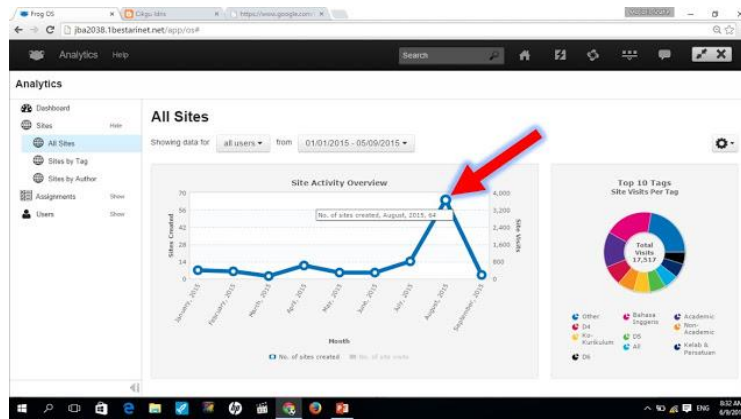 Frog OS
Cikgu Idris
https://www.google.com
jba2038.1bestarinet.net/app/os#
Analytics Help
Search
Analytics
Dashboard
Sites Hide
All Sites
Sites by Tag
Sites by Author
Assignments Show
Users Show
All Sites
Showing data for all users from 01/01/2015 - 05/09/2015
Site Activity Overview
70
56
42
28
14
0
Sites Created
4,000
3,200
2,400
1,600
800
0
Site Visits
No. of sites created, August, 2015, 64
January, 2015
February, 2015
March, 2015
April, 2015
May, 2015
June, 2015
July, 2015
August, 2015
September, 2015
Month
No. of sites created No. of site visits
Top 10 Tags
Site Visits Per Tag
Total
Visits
17,517
Other
D4
Ko-
Kurikulum
D6
Bahasa
Inggeris
D5
All
Academic
Non-
Academic
Kelab &
Persatuan
ENG
8:32 AM